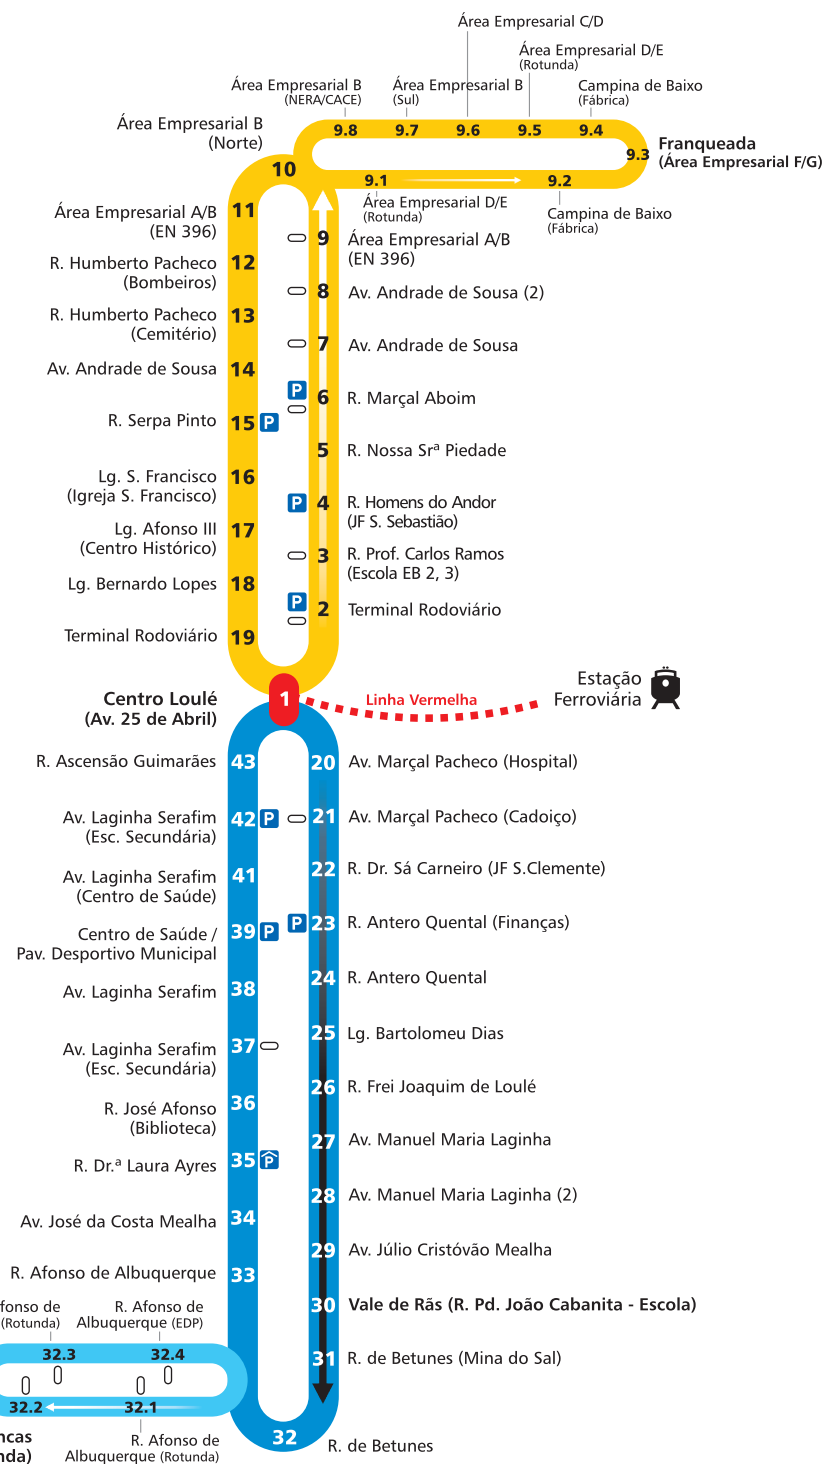 Área Empresarial C/D
Área Empresarial D/E
(Rotunda)
Área Empresarial B
(NERA/CACE)
Área Empresarial B
(Sul)
Campina de Baixo
(Fábrica)
Área Empresarial B
(Norte)
9.8
9.7
9.6
9.5
9.4
9.3
Franqueada
(Área Empresarial F/G)
10
9.1
9.2
Área Empresarial D/E
(Rotunda)
Campina de Baixo
(Fábrica)
Área Empresarial A/B
(EN 396)
11
9
Área Empresarial A/B
(EN 396)
R. Humberto Pacheco
(Bombeiros)
12
8
Av. Andrade de Sousa (2)
R. Humberto Pacheco
(Cemitério)
13
7
Av. Andrade de Sousa
Av. Andrade de Sousa
14
P
6
R. Marçal Aboim
R. Serpa Pinto
15
P
5
R. Nossa Srª Piedade
Lg. S. Francisco
(Igreja S. Francisco)
16
P
4
R. Homens do Andor
(JF S. Sebastião)
Lg. Afonso III
(Centro Histórico)
17
3
R. Prof. Carlos Ramos
(Escola EB 2, 3)
Lg. Bernardo Lopes
18
P
2
Terminal Rodoviário
Terminal Rodoviário
19
Centro Loulé
(Av. 25 de Abril)
1
Linha Vermelha
Estação
Ferroviária
R. Ascensão Guimarães
43
20
Av. Marçal Pacheco (Hospital)
Av. Laginha Serafim
(Esc. Secundária)
42
P
21
Av. Marçal Pacheco (Cadoiço)
Av. Laginha Serafim
(Centro de Saúde)
41
22
R. Dr. Sá Carneiro (JF S.Clemente)
Centro de Saúde /
Pav. Desportivo Municipal
39
P
P
23
R. Antero Quental (Finanças)
Av. Laginha Serafim
38
24
R. Antero Quental
Av. Laginha Serafim
(Esc. Secundária)
37
25
Lg. Bartolomeu Dias
R. José Afonso
(Biblioteca)
36
26
R. Frei Joaquim de Loulé
R. Dr.ª Laura Ayres
35
P
27
Av. Manuel Maria Laginha
Av. José da Costa Mealha
34
28
Av. Manuel Maria Laginha (2)
R. Afonso de Albuquerque
33
29
Av. Júlio Cristóvão Mealha
30
Vale de Rãs (R. Pd. João Cabanita - Escola)
fonso de
(Rotunda)
R. Afonso de
Albuquerque (EDP)
32.3
32.4
31
R. de Betunes (Mina do Sal)
32.2
32.1
ncas
nda)
R. Afonso de
Albuquerque (Rotunda)
32
R. de Betunes